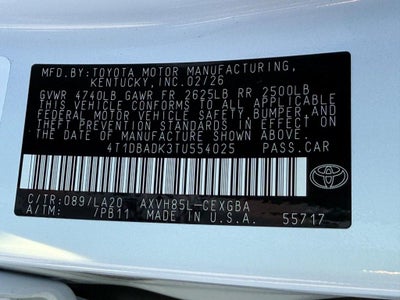 MFD.BY:TOYOTA MOTOR MANUFACTURING,
KENTUCKY,INC.02/26
GVWR 4740LB GAWR FR 2625LB RR 2500LB
THIS VEHICLE CONFORMS TO ALL APPLICABLE
FEDERAL MOTOR VEHICLE SAFETY, BUMPER,AND
THEFT PREVENTION STANDARDS IN EFFECT ON
THE DATE OF MANUFACTURE SHOWN ABOVE.
4T1DBADK3TU554025 PASS.CAR
C/TR:089/LA20 AXVH85L-CEXGBA
A/TM: /PB11 MADE IN U.S.A. 55717